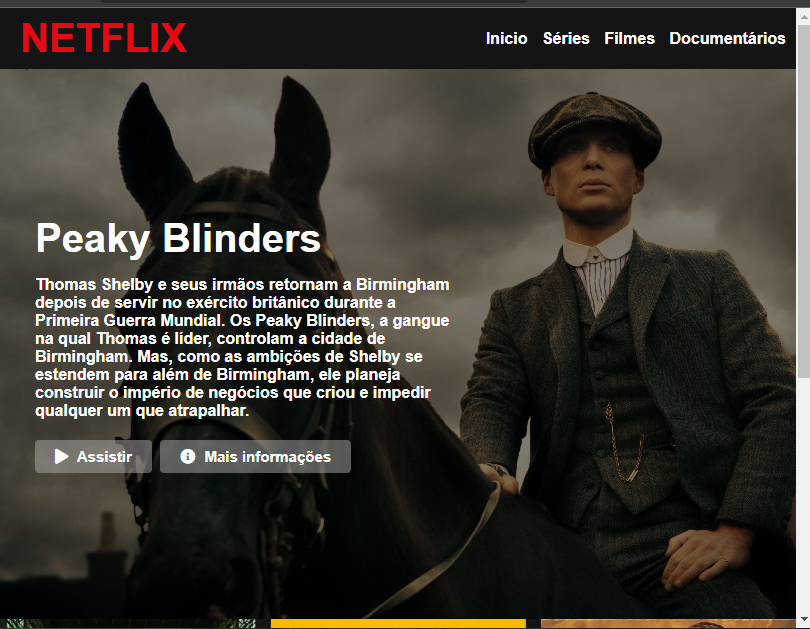 NETFLIX
Inicio Séries Filmes Documentários
Peaky Blinders
Thomas Shelby e seus irmãos retornam a Birmingham
depois de servir no exército britânico durante a
Primeira Guerra Mundial. Os Peaky Blinders, a gangue
na qual Thomas é líder, controlam a cidade de
Birmingham. Mas, como as ambições de Shelby se
estendem para além de Birmingham, ele planeja
construir o império de negócios que criou e impedir
qualquer um que atrapalhar.
Assistir Mais informações